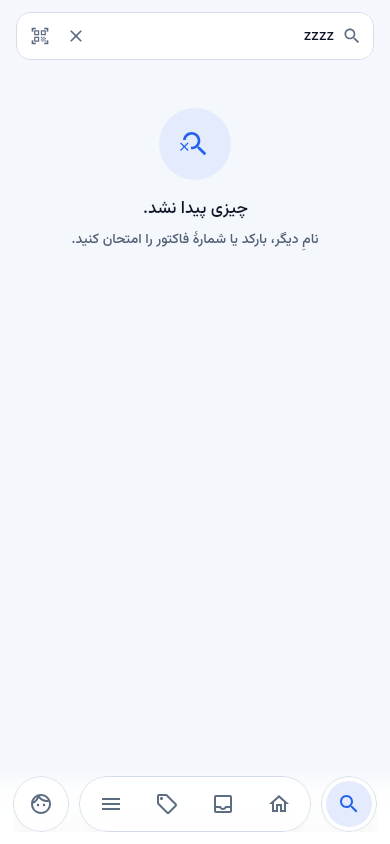 zzzz
چیزی پیدا نشد.
نامِ دیگر، بارکد یا شمارهٔ فاکتور را امتحان کنید.